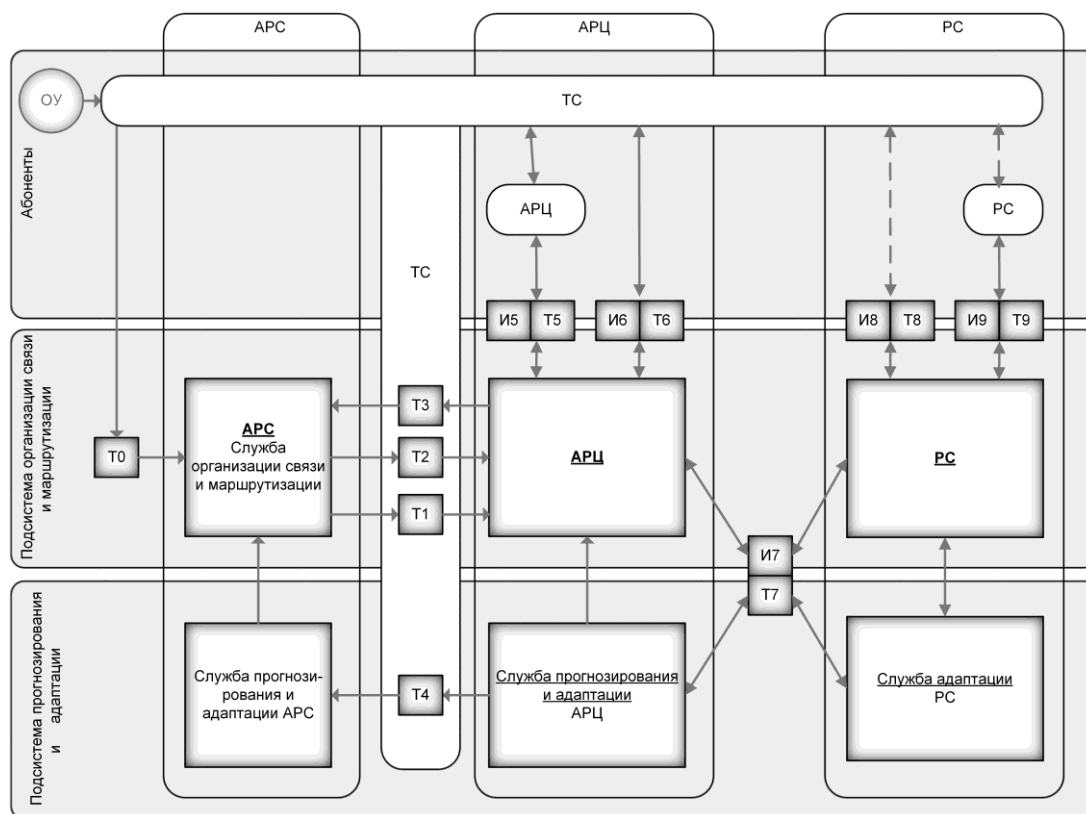 АРС
АРЦ
РС
Абоненты
ОУ
ТС
АРЦ
РС
ТС
И5
Т5
И6
Т6
И8
Т8
И9
Т9
Подсистема организации связи
и маршрутизации
Т0
АРС
Служба
организации связи
и маршрутизации
Т3
Т2
Т1
АРЦ
РС
И7
Т7
Подсистема прогнозирования
и адаптации
Служба прогнози-
рования и
адаптации АРС
Т4
Служба прогнозирования
и адаптации
АРЦ
Служба адаптации
РС